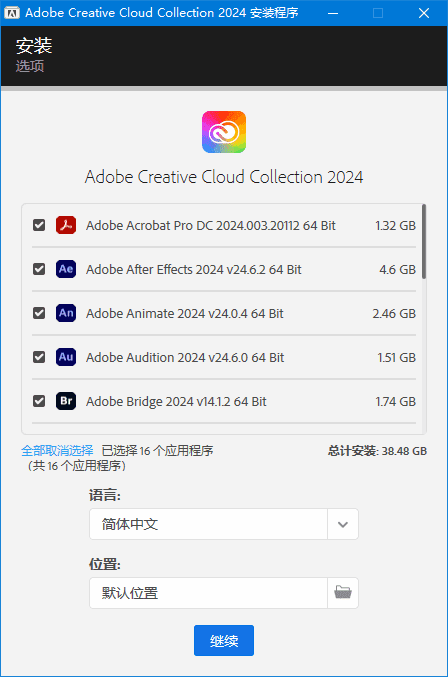 Adobe Creative Cloud Collection 2024 安装程序
安装
选项
Adobe Creative Cloud Collection 2024
Adobe Acrobat Pro DC 2024.003.20112 64 Bit 1.32 GB
Ae Adobe After Effects 2024 v24.6.2 64 Bit 4.6 GB
An Adobe Animate 2024 v24.0.4 64 Bit 2.46 GB
Au Adobe Audition 2024 v24.6.0 64 Bit 1.51 GB
Br Adobe Bridge 2024 v14.1.2 64 Bit 1.74 GB
全部取消选择 已选择 16 个应用程序 总计安装: 38.48 GB
（共 16 个应用程序）
语言:
简体中文
位置:
默认位置
继续